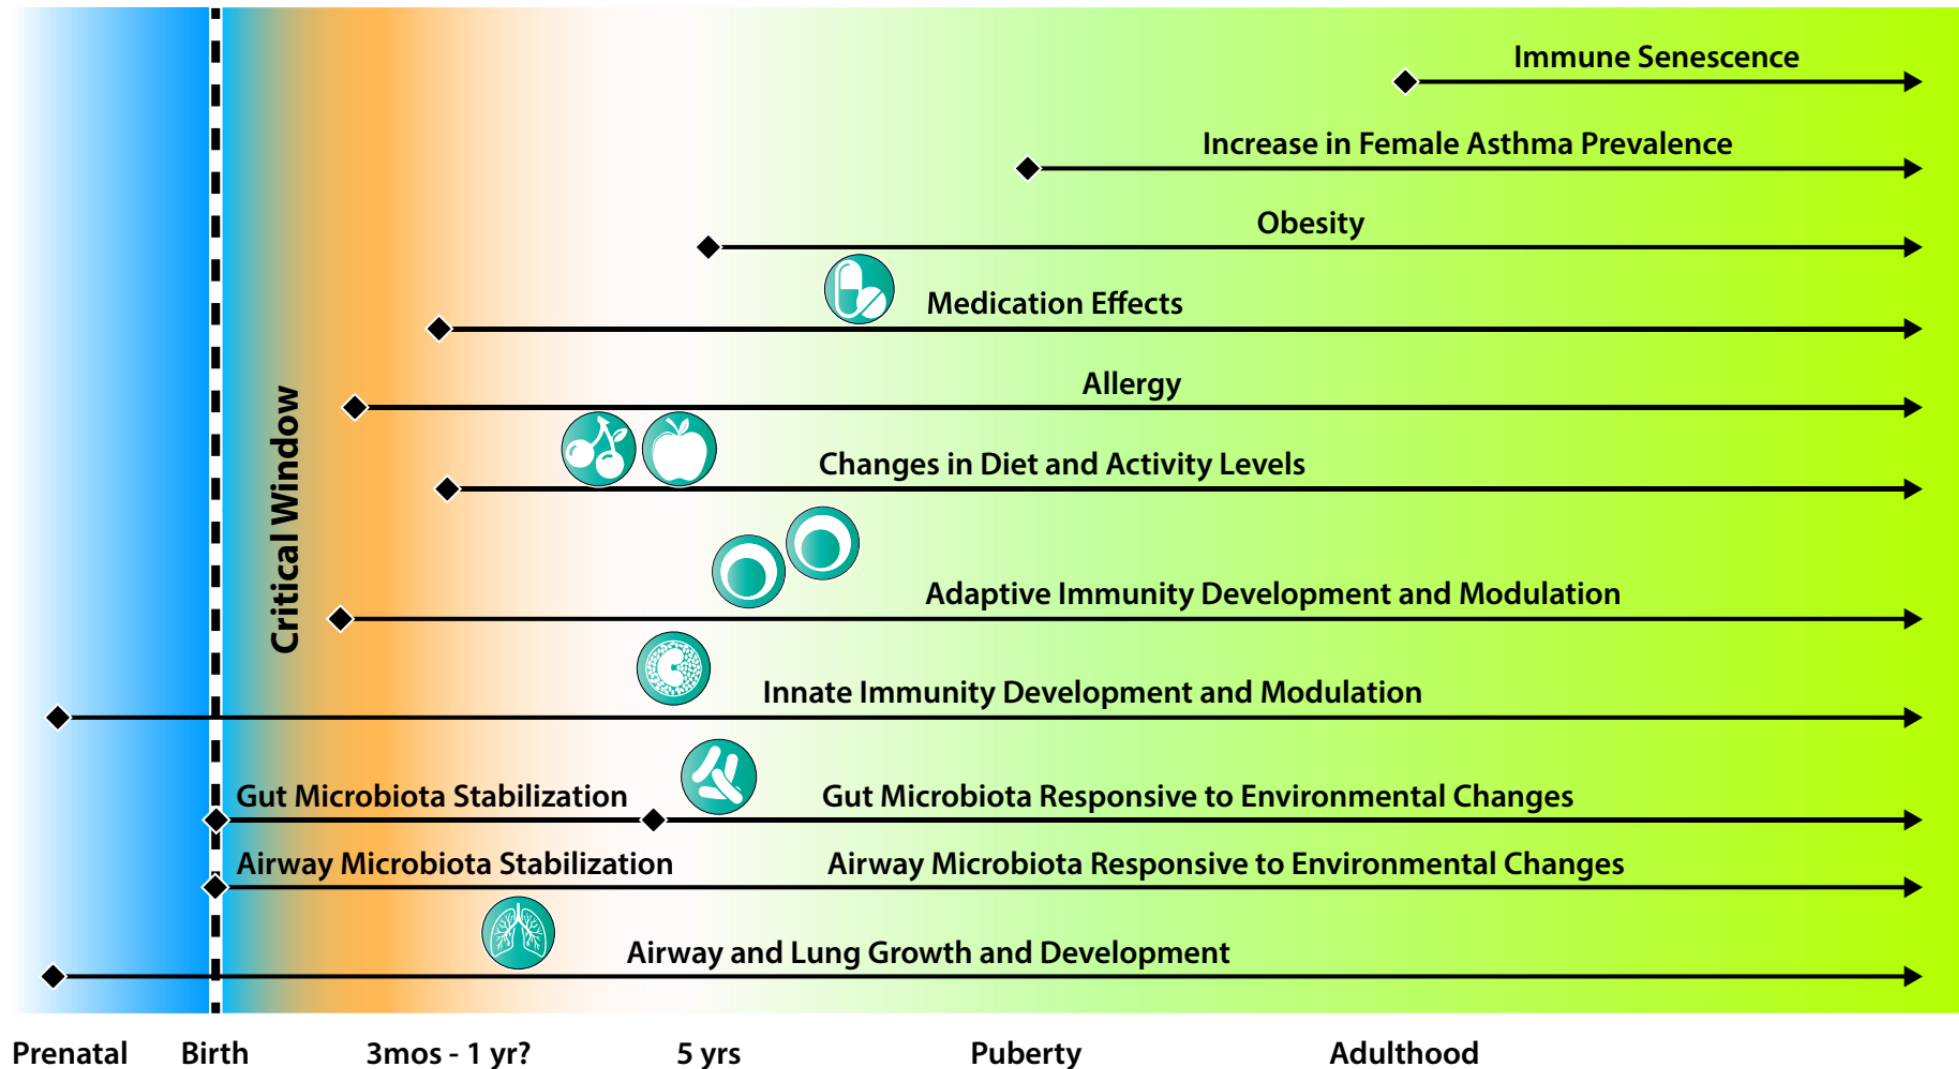 Immune Senescence
Increase in Female Asthma Prevalence
Obesity
Medication Effects
Allergy
Changes in Diet and Activity Levels
Critical Window
Adaptive Immunity Development and Modulation
Innate Immunity Development and Modulation
Gut Microbiota Stabilization
Gut Microbiota Responsive to Environmental Changes
Airway Microbiota Stabilization
Airway Microbiota Responsive to Environmental Changes
Airway and Lung Growth and Development
Prenatal
Birth
3mos - 1 yr?
5 yrs
Puberty
Adulthood